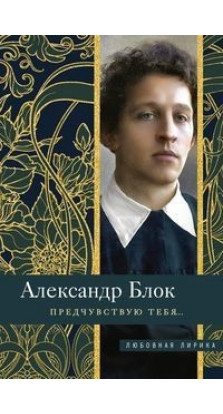 Александр Блок
ПРЕДЧУВСТВУЮ ТЕБЯ..
ЛЮБОВНАЯ ЛИРИКА